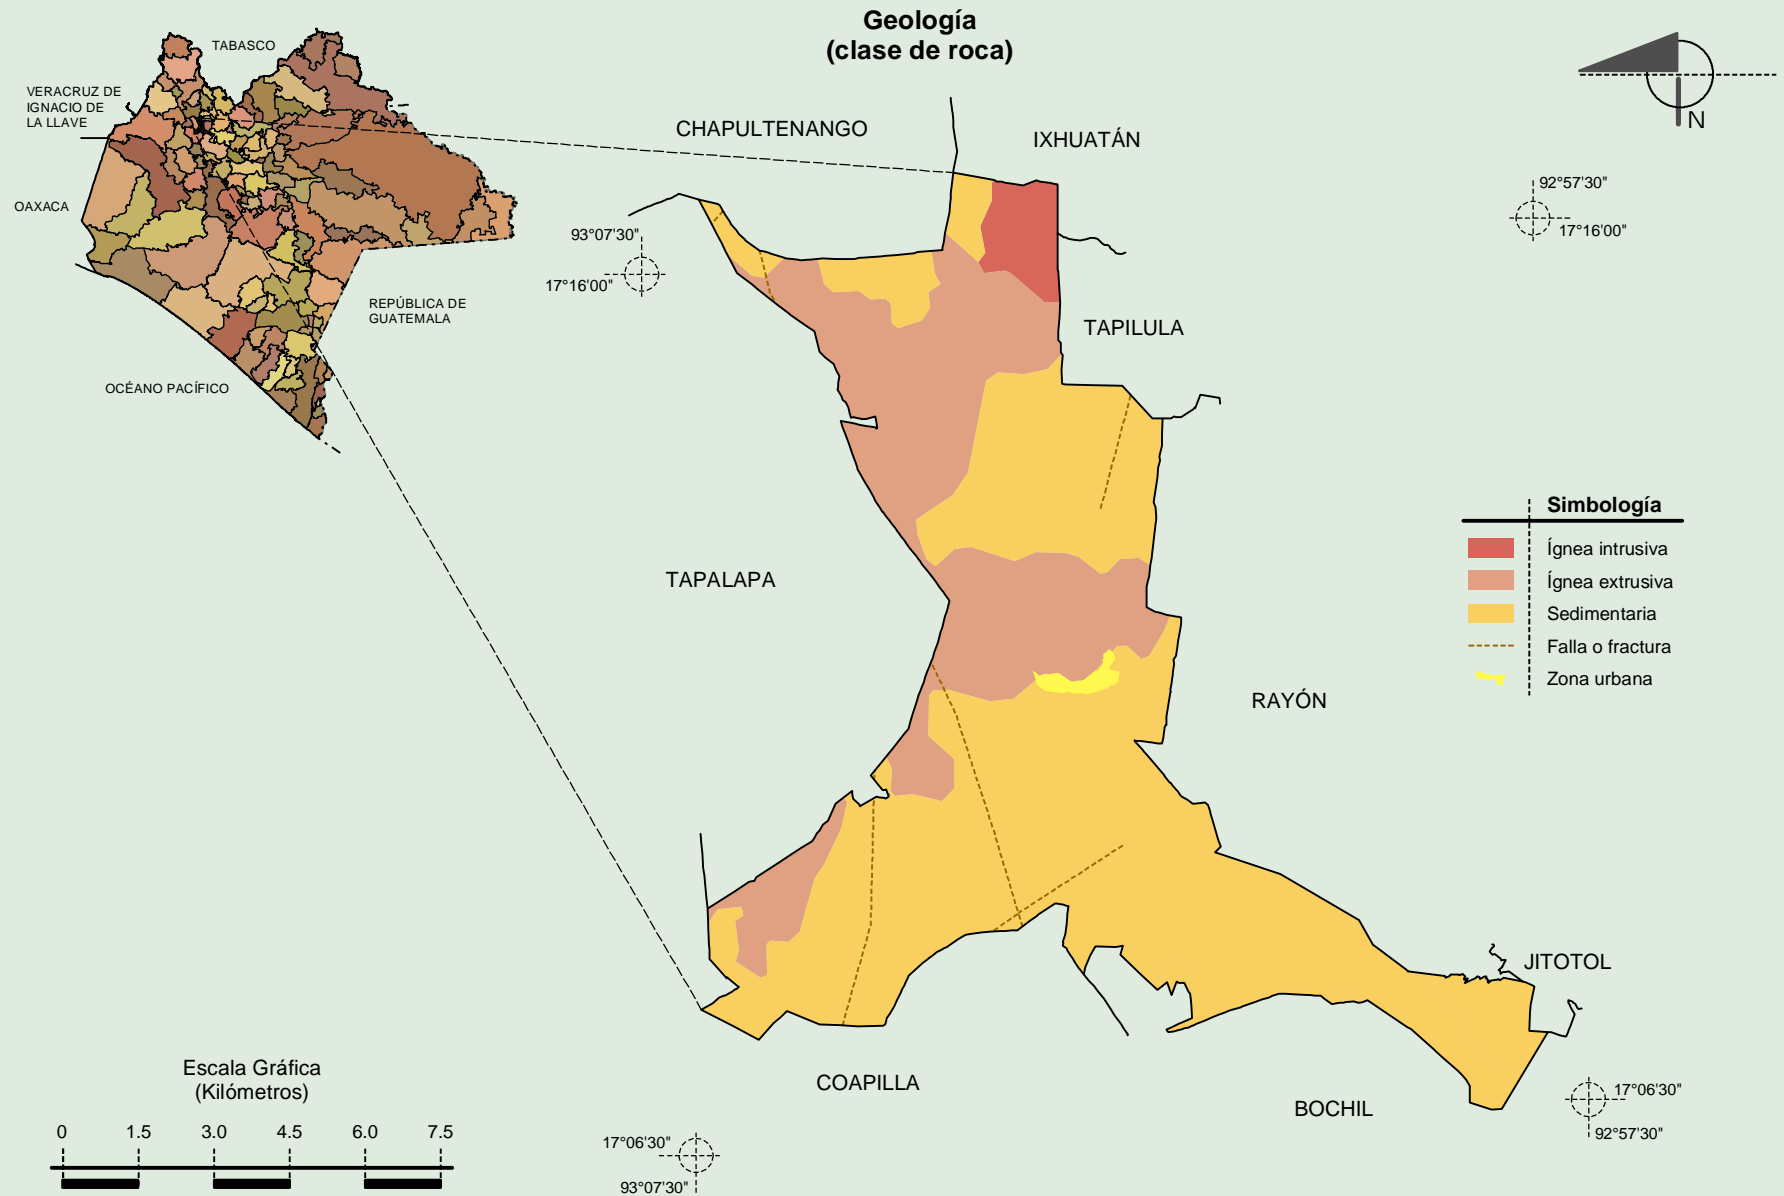 Geología
(clase de roca)
TABASCO
VERACRUZ DE
IGNACIO DE
LA LLAVE
OAXACA
REPÚBLICA DE
GUATEMALA
OCÉANO PACÍFICO
CHAPULTENANGO
IXHUATÁN
N
93°07'30"
17°16'00"
92°57'30"
17°16'00"
TAPILULA
TAPALAPA
RAYÓN
Simbología
Ígnea intrusiva
Ígnea extrusiva
Sedimentaria
Falla o fractura
Zona urbana
JITOTOL
COAPILLA
BOCHIL
17°06'30"
92°57'30"
17°06'30"
93°07'30"
Escala Gráfica
(Kilómetros)
0 1.5 3.0 4.5 6.0 7.5